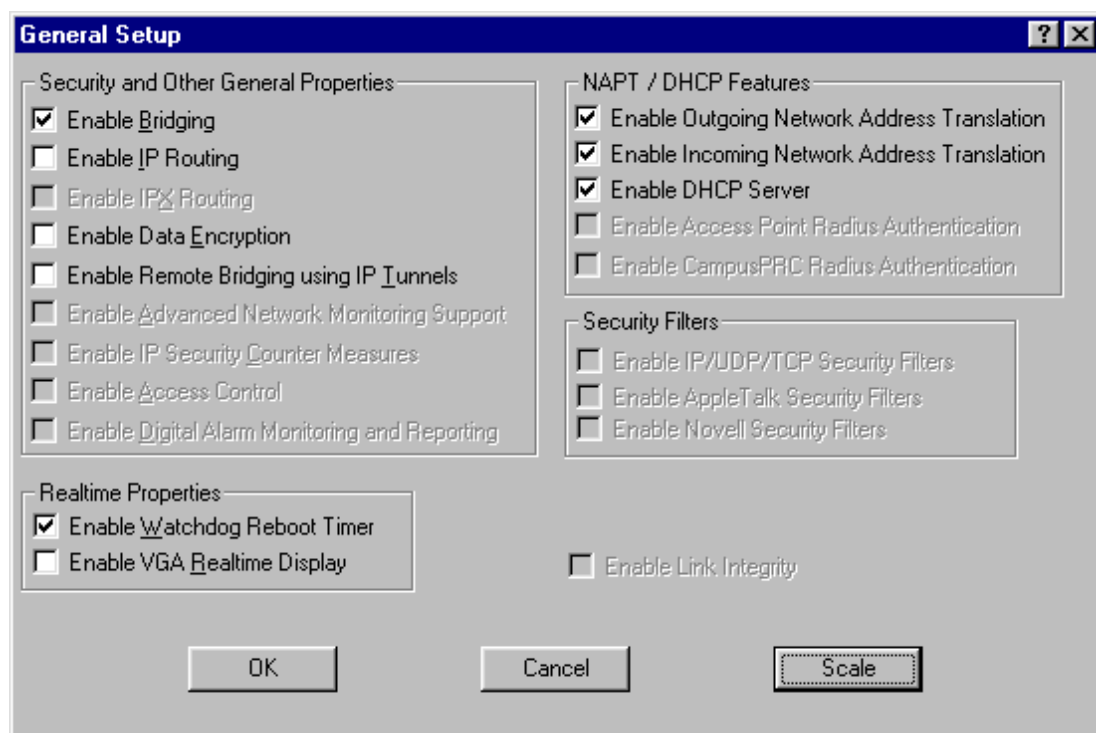 General Setup
Security and Other General Properties
Enable Bridging
Enable IP Routing
Enable IPX Routing
Enable Data Encryption
Enable Remote Bridging using IP Tunnels
Enable Advanced Network Monitoring Support
Enable IP Security Counter Measures
Enable Access Control
Enable Digital Alarm Monitoring and Reporting
NAPT / DHCP Features
Enable Outgoing Network Address Translation
Enable Incoming Network Address Translation
Enable DHCP Server
Enable Access Point Radius Authentication
Enable CampusPRC Radius Authentication
Security Filters
Enable IP/UDP/TCP Security Filters
Enable AppleTalk Security Filters
Enable Novell Security Filters
Realtime Properties
Enable Watchdog Reboot Timer
Enable VGA Realtime Display
Enable Link Integrity
OK
Cancel
Scale